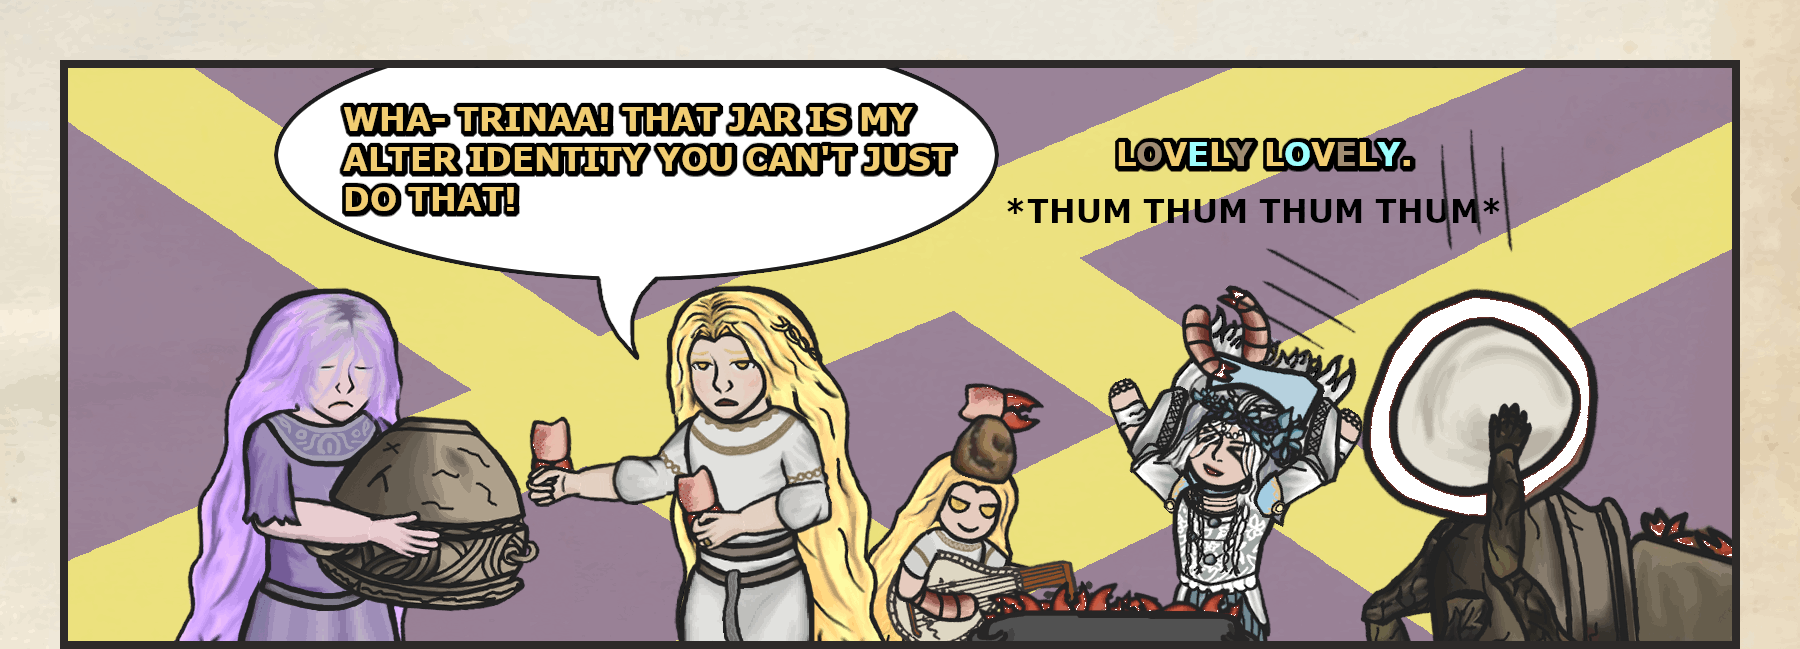 WHA- TRINAA! THAT JAR IS MY
ALTER IDENTITY YOU CAN'T JUST
DO THAT!
LOVELY LOVELY.
*THUM THUM THUM THUM*